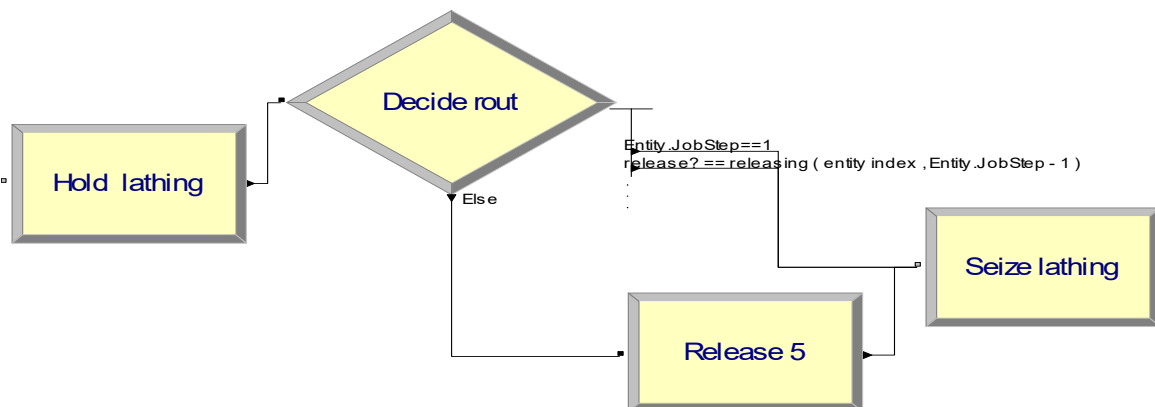 Decide rout
Entity.JobStep==1
release? == releasing ( entity index ,Entity.JobStep - 1 )
Hold lathing
Else
Seize lathing
Release 5